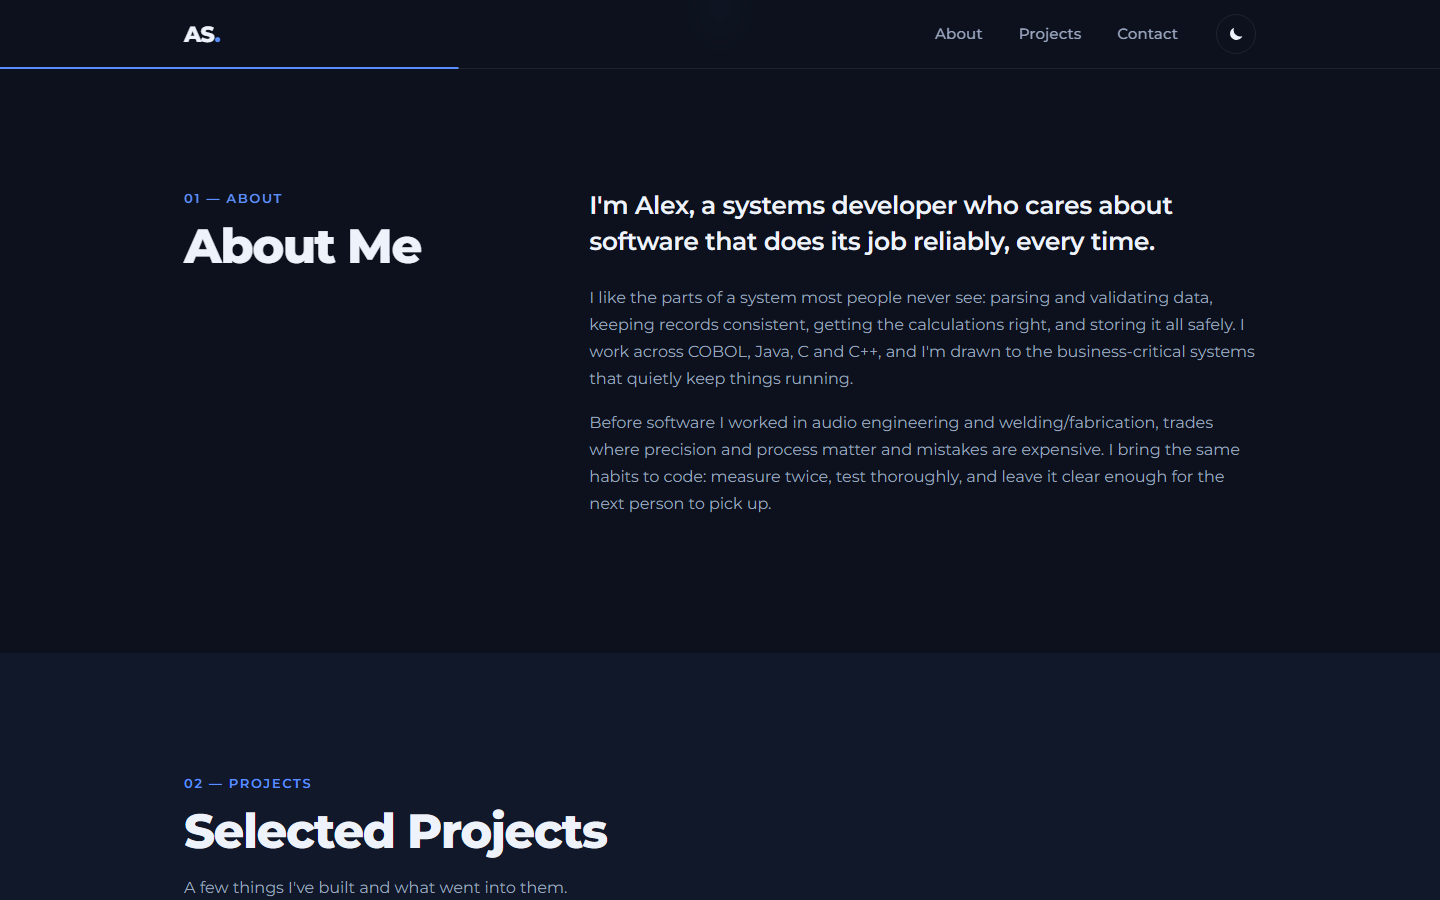 AS.
About
Projects
Contact
01 — ABOUT
About Me
I'm Alex, a systems developer who cares about
software that does its job reliably, every time.
I like the parts of a system most people never see: parsing and validating data,
keeping records consistent, getting the calculations right, and storing it all safely. I
work across COBOL, Java, C and C++, and I'm drawn to the business-critical systems
that quietly keep things running.
Before software I worked in audio engineering and welding/fabrication, trades
where precision and process matter and mistakes are expensive. I bring the same
habits to code: measure twice, test thoroughly, and leave it clear enough for the
next person to pick up.
02 — PROJECTS
Selected Projects
A few things I've built and what went into them.